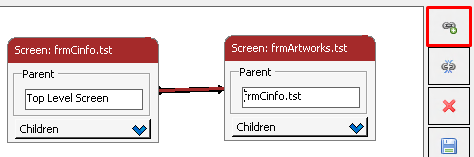 Screen: frmCinfo.tst
Parent
Top Level Screen
Children
Screen: frmArtworks.tst
Parent
frmCinfo.tst
Children